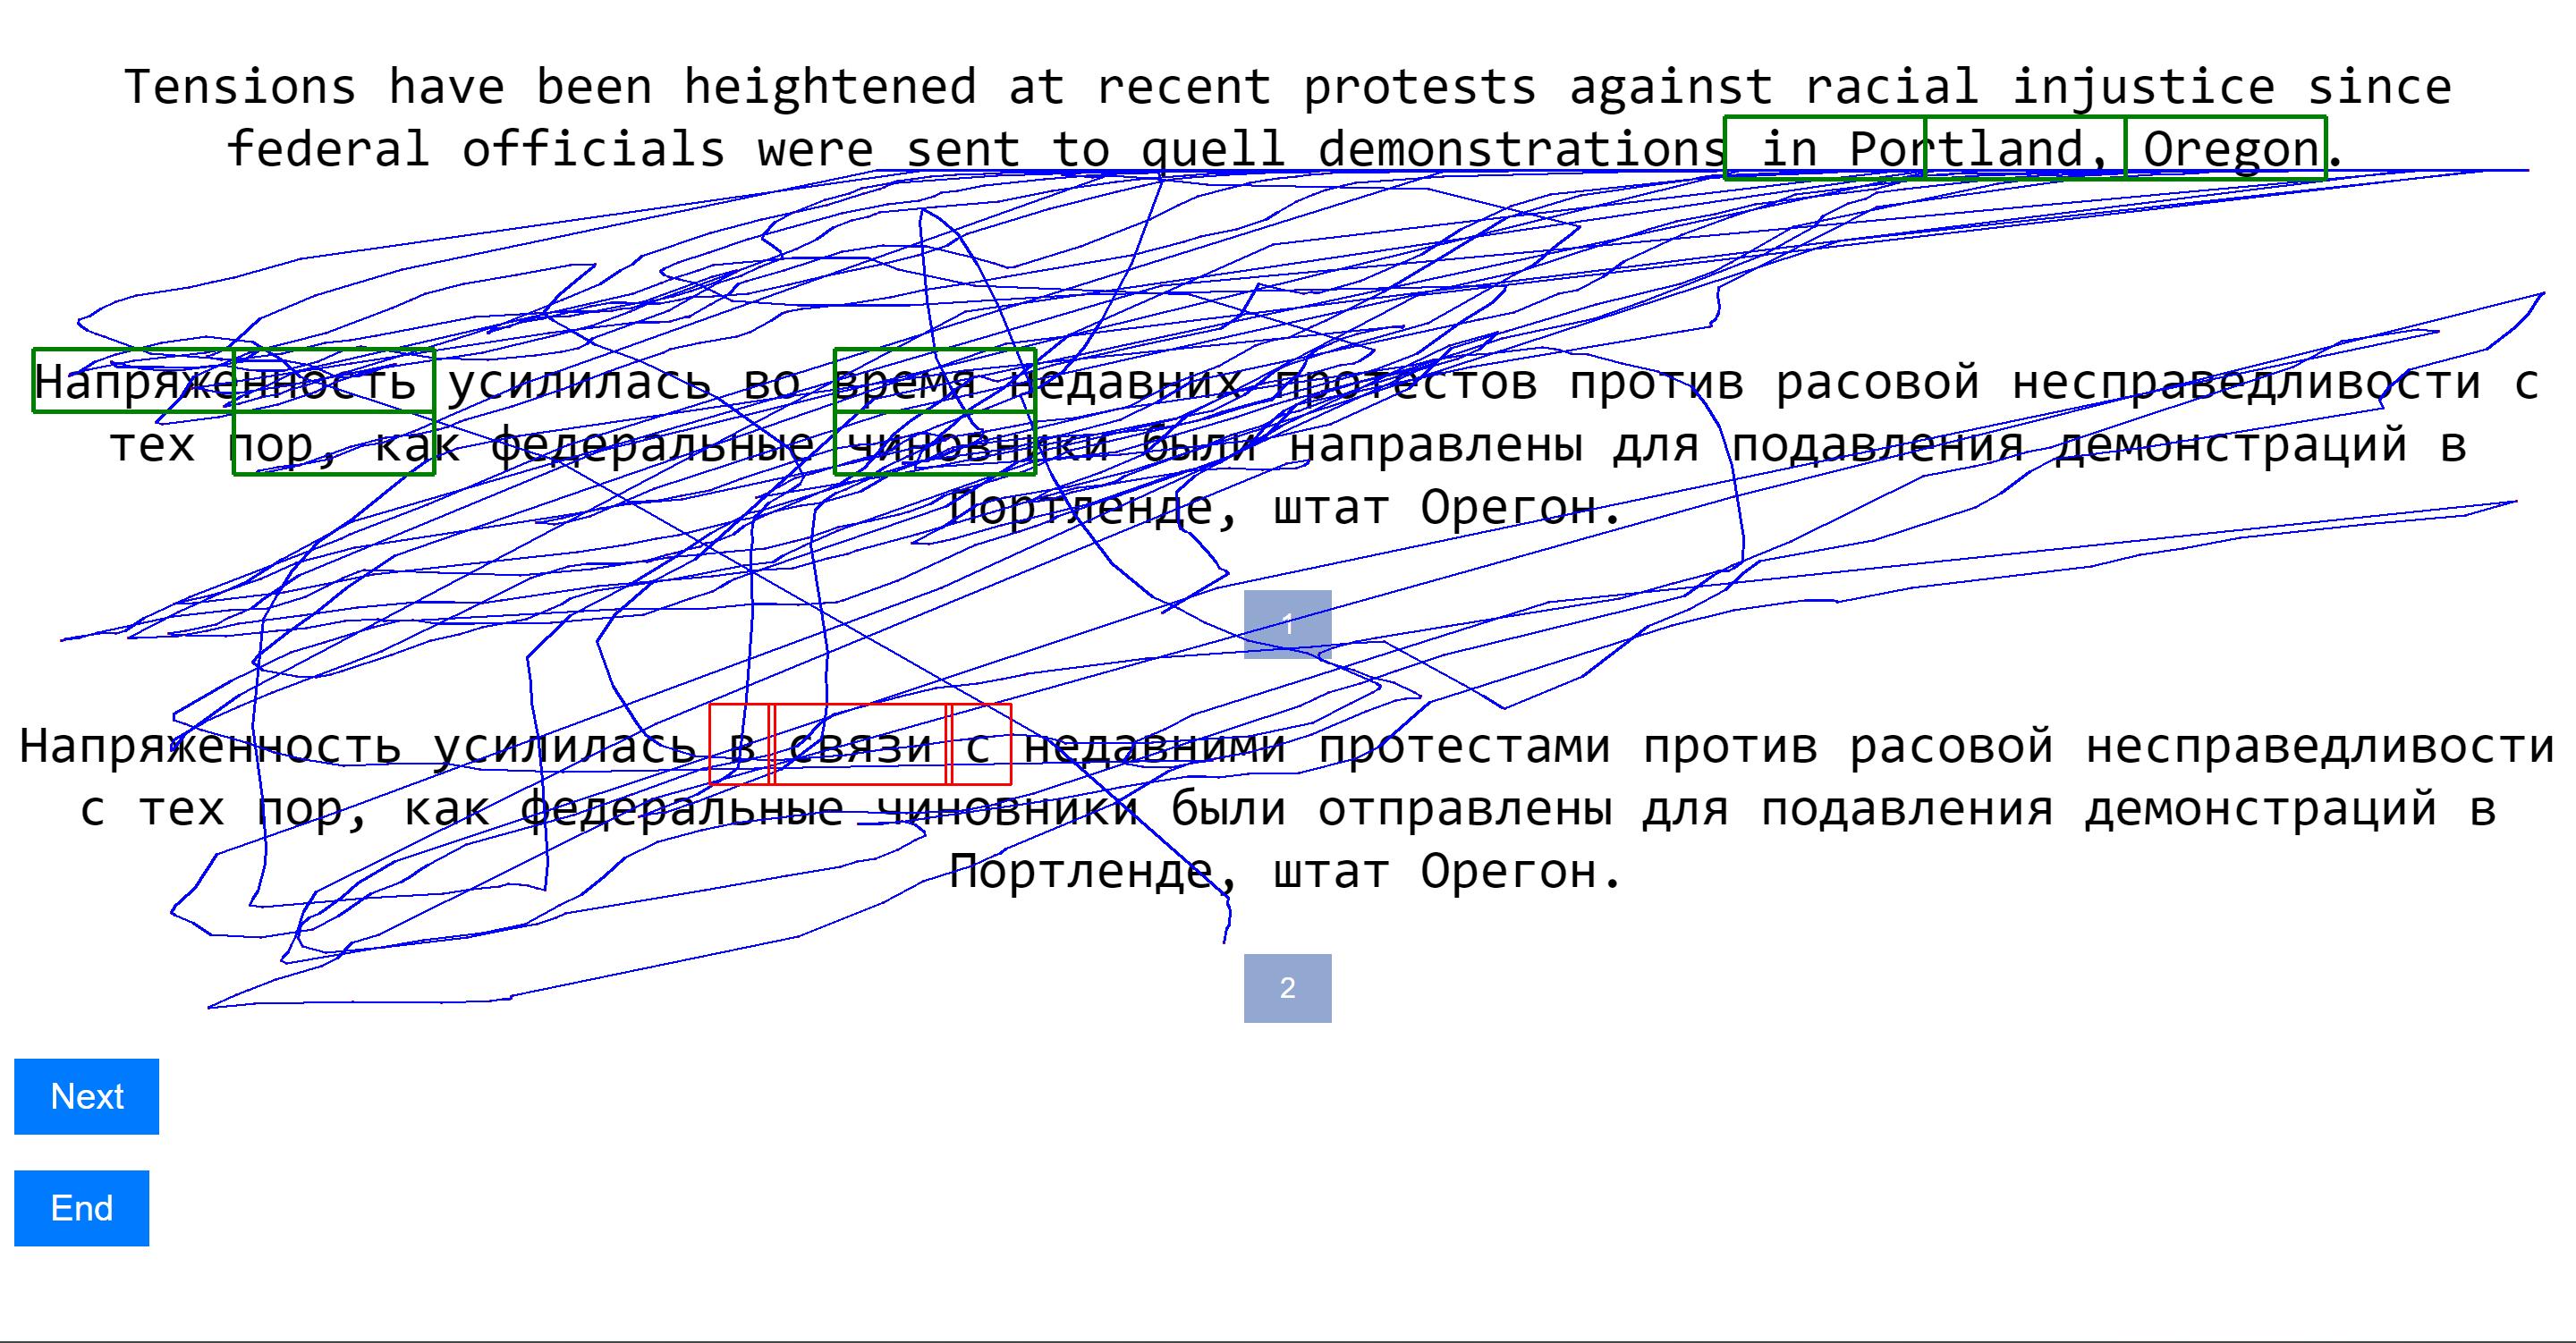 Tensions have been heightened at recent protests against racial injustice since
federal officials were sent to quell demonstrations in Portland, Oregon.
Напряженность усилилась во время недавних протестов против расовой несправедливости с
тех пор, как федеральные чиновники были направлены для подавления демонстраций в
Портленде, штат Орегон.
1
Напряженность усилилась в связи с недавними протестами против расовой несправедливости
с тех пор, как федеральные чиновники были отправлены для подавления демонстраций в
Портленде, штат Орегон.
2
Next
End